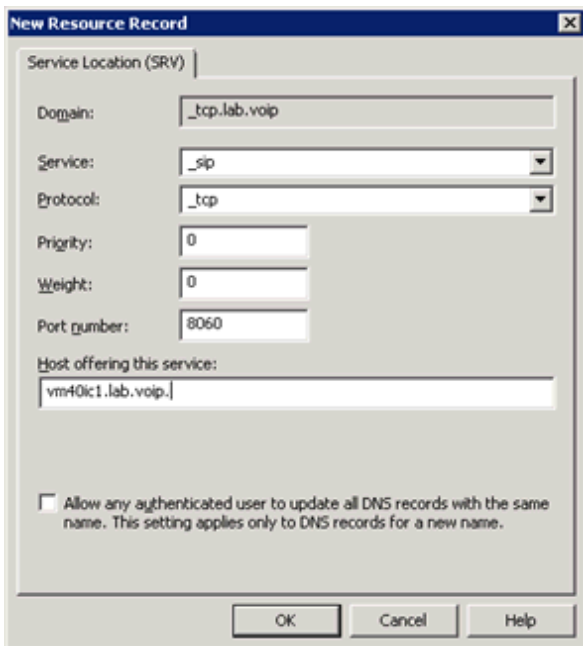 New Resource Record
Service Location (SRV)
Domain: _tcp.lab.voip
Service: _sip
Protocol: _tcp
Priority: 0
Weight: 0
Port number: 8060
Host offering this service:
vm40ic1.lab.voip.
Allow any authenticated user to update all DNS records with the same
name. This setting applies only to DNS records for a new name.
OK Cancel Help